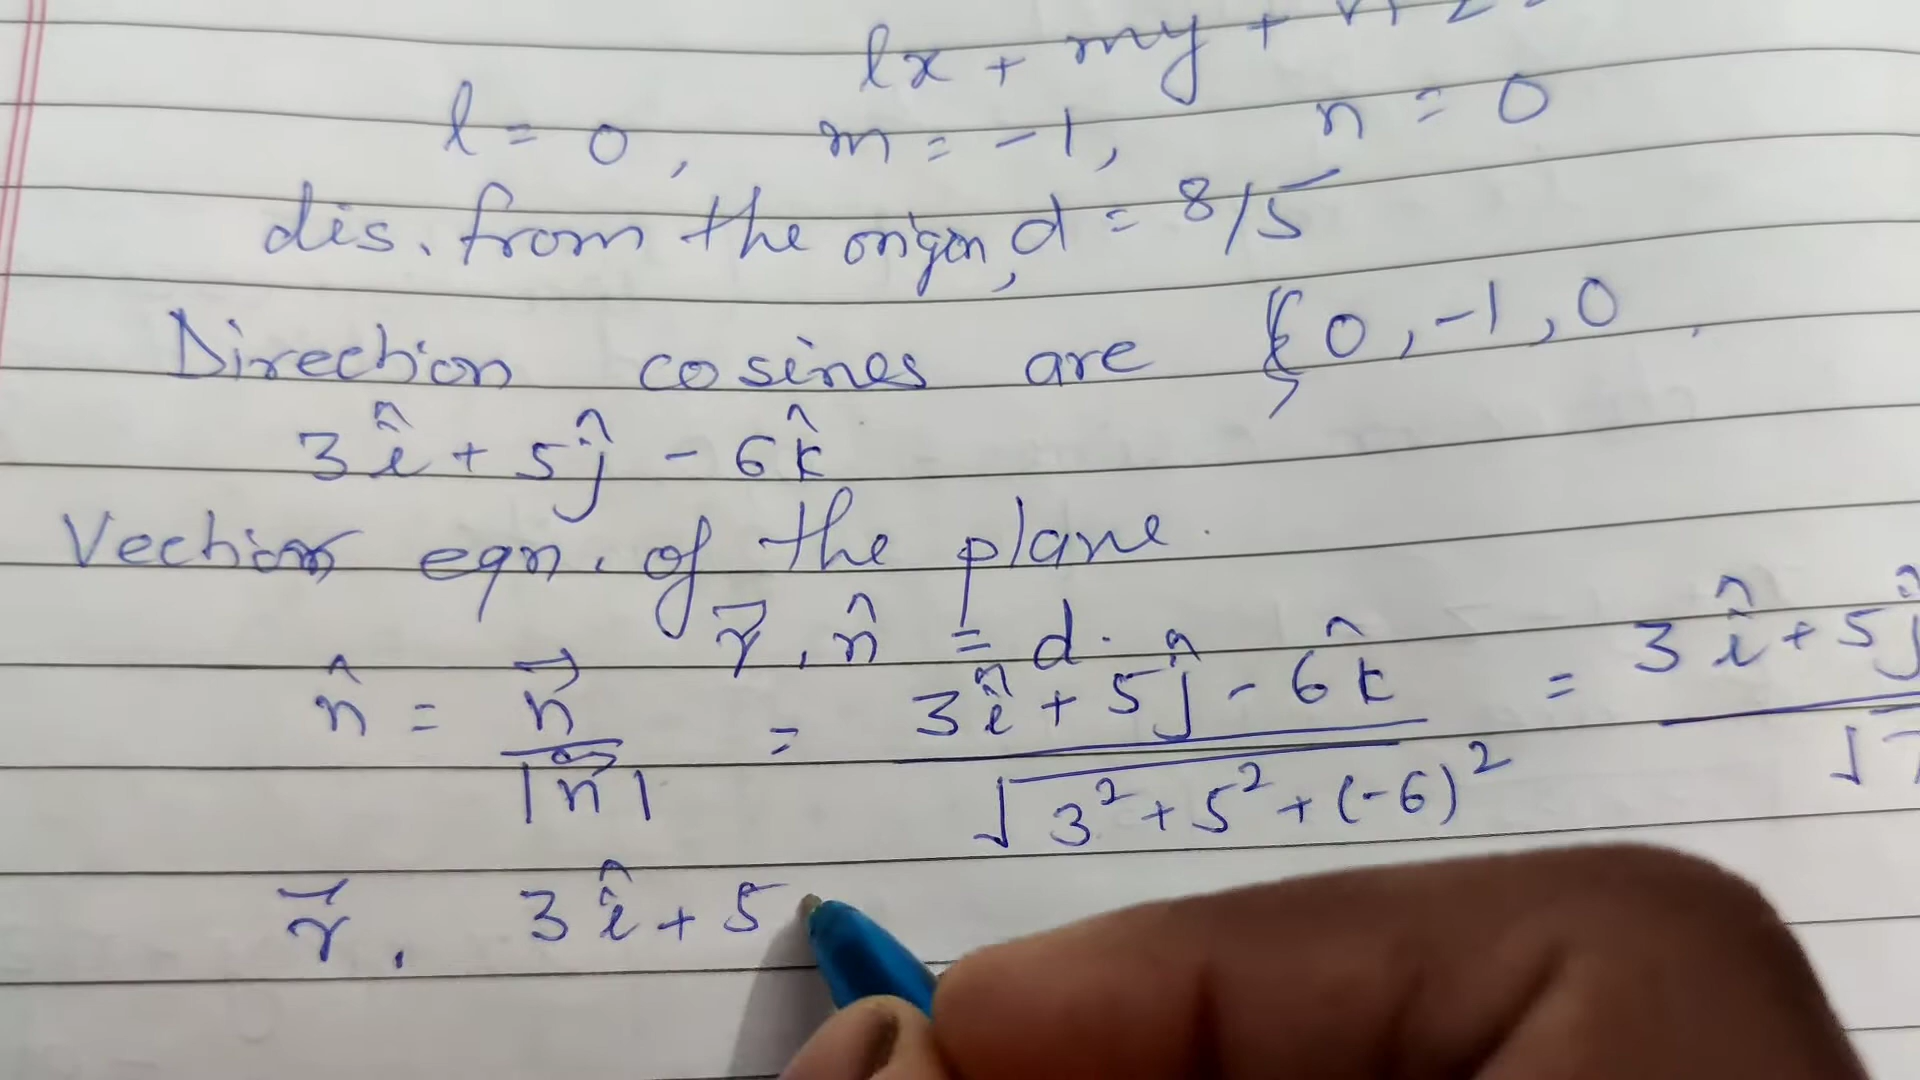 lx + my +
l = 0, m = -1, n = 0
dis. from the origin, d = 8/5
Direction cosines are 0, -1, 0
3î + 5ĵ - 6k̂
Vector eqn. of the plane.
r⃗ . n̂ = d.
n̂ = n⃗ / |n⃗| = 3î + 5ĵ - 6k̂ / √3² + 5² + (-6)² = 3î + 5ĵ
r⃗ . 3î + 5